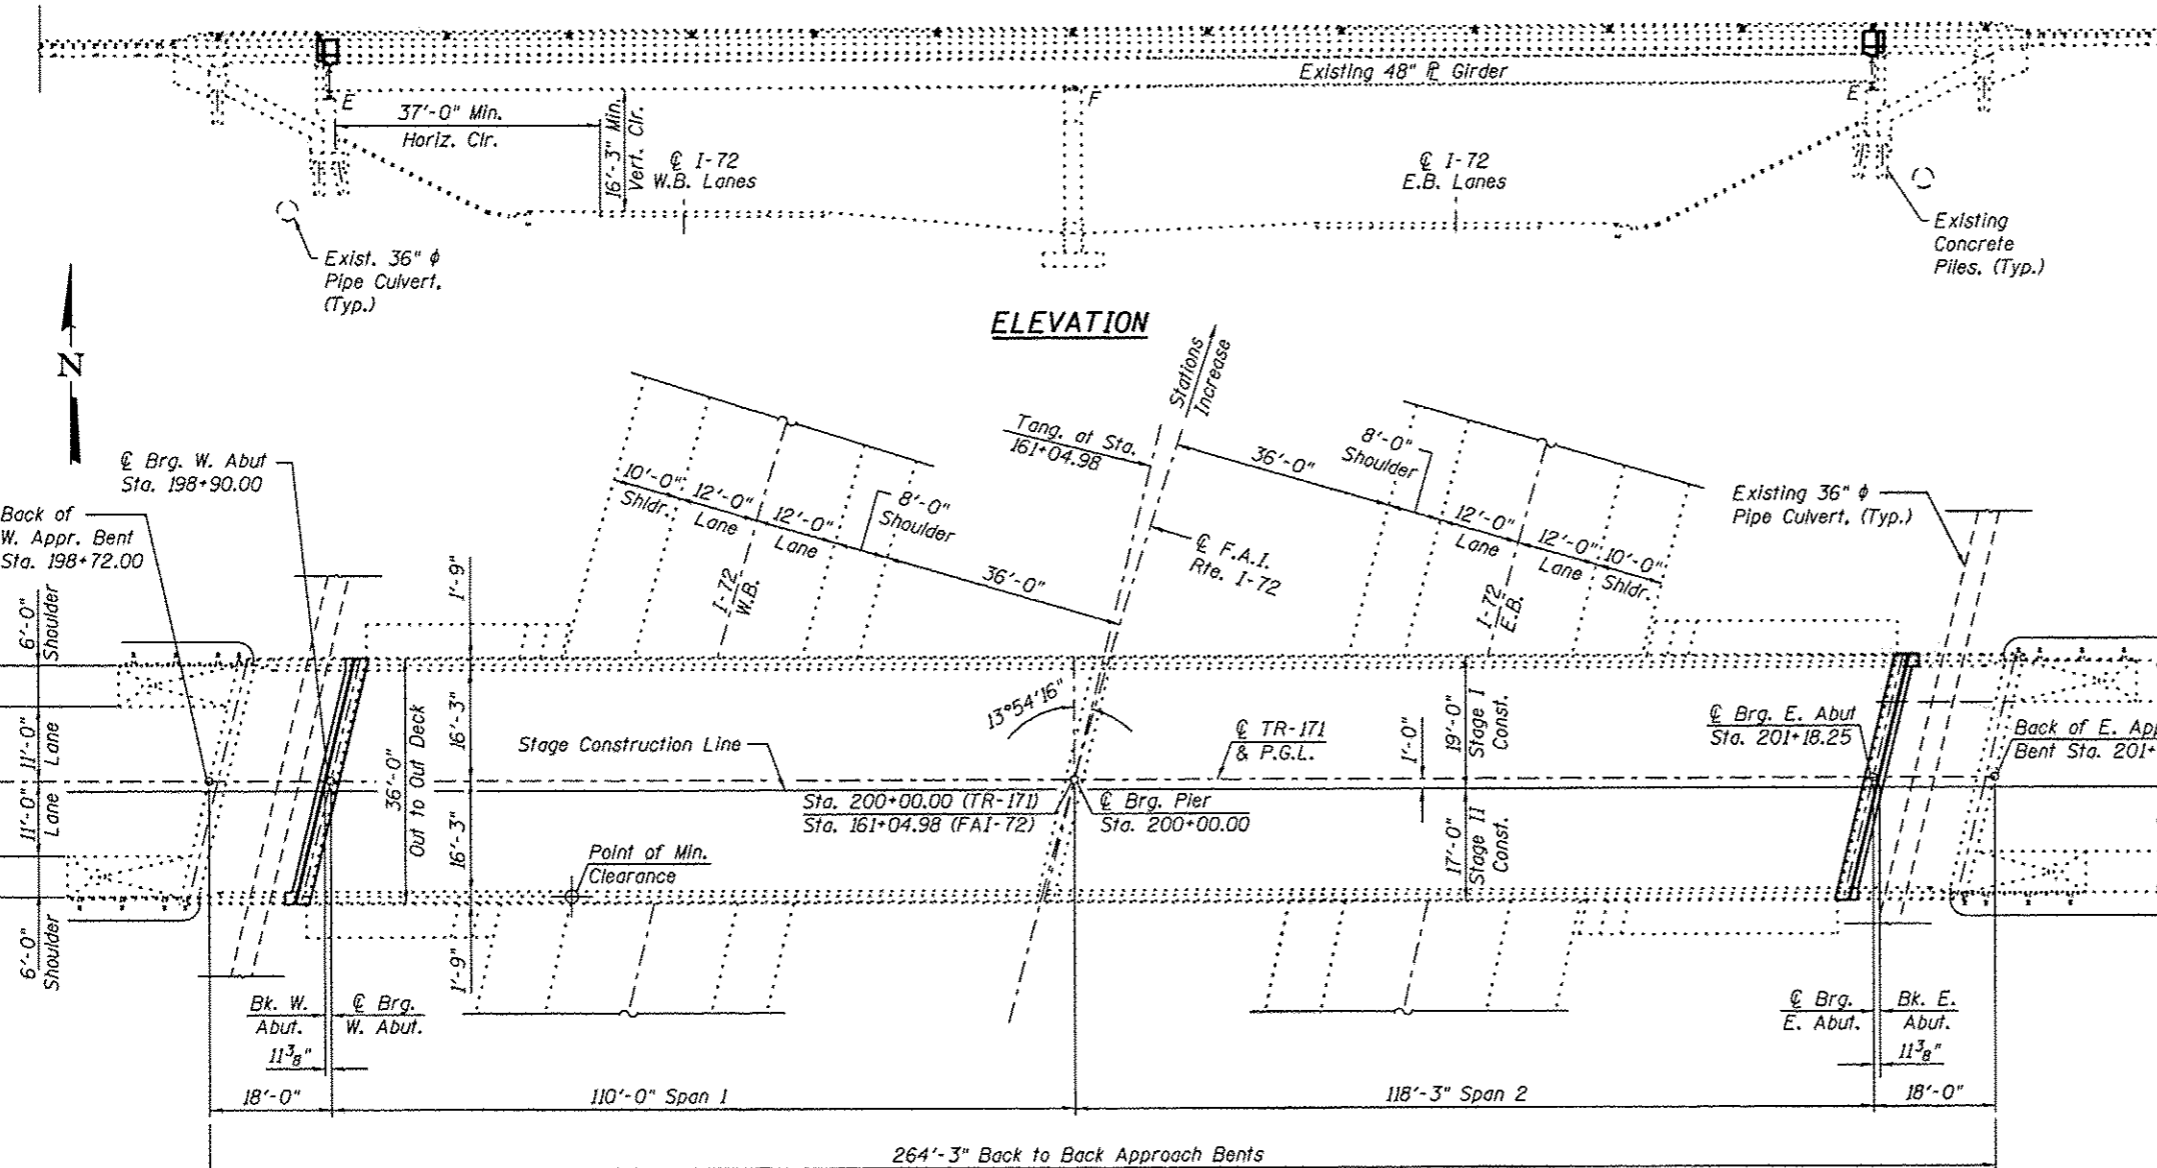 Existing 48" ℄ Girder
E
F
E
37'-0" Min.
Horiz. Clr.
16'-3" Min.
Vert. Clr.
℄ I-72
W.B. Lanes
℄ I-72
E.B. Lanes
Exist. 36" ϕ
Pipe Culvert.
(Typ.)
Existing
Concrete
Piles. (Typ.)
ELEVATION
N
Stations
Increase
Tang. at Sta.
161+04.98
℄ Brg. W. Abut
Sta. 198+90.00
Back of
W. Appr. Bent
Sta. 198+72.00
10'-0"
Shldr.
12'-0"
Lane
12'-0"
Lane
8'-0"
Shoulder
36'-0"
I-72
W.B.
36'-0"
8'-0"
Shoulder
12'-0"
Lane
12'-0"
Lane
10'-0"
Shldr.
I-72
E.B.
℄ F.A.I.
Rte. I-72
Existing 36" ϕ
Pipe Culvert. (Typ.)
6'-0"
Shoulder
11'-0"
Lane
11'-0"
Lane
6'-0"
Shoulder
1'-9"
16'-3"
16'-3"
1'-9"
36'-0"
Out to Out Deck
13°54'16"
Stage Construction Line
℄ TR-171
& P.G.L.
1'-0"
19'-0"
Stage I
Const.
17'-0"
Stage II
Const.
℄ Brg. E. Abut
Sta. 201+18.25
Back of E. Ap
Bent Sta. 201+
Sta. 200+00.00 (TR-171)
Sta. 161+04.98 (FAI-72)
℄ Brg. Pier
Sta. 200+00.00
Point of Min.
Clearance
Bk. W.
Abut.
℄ Brg.
W. Abut.
11⅜"
℄ Brg.
E. Abut.
Bk. E.
Abut.
11⅜"
18'-0"
110'-0" Span 1
118'-3" Span 2
18'-0"
264'-3" Back to Back Approach Bents